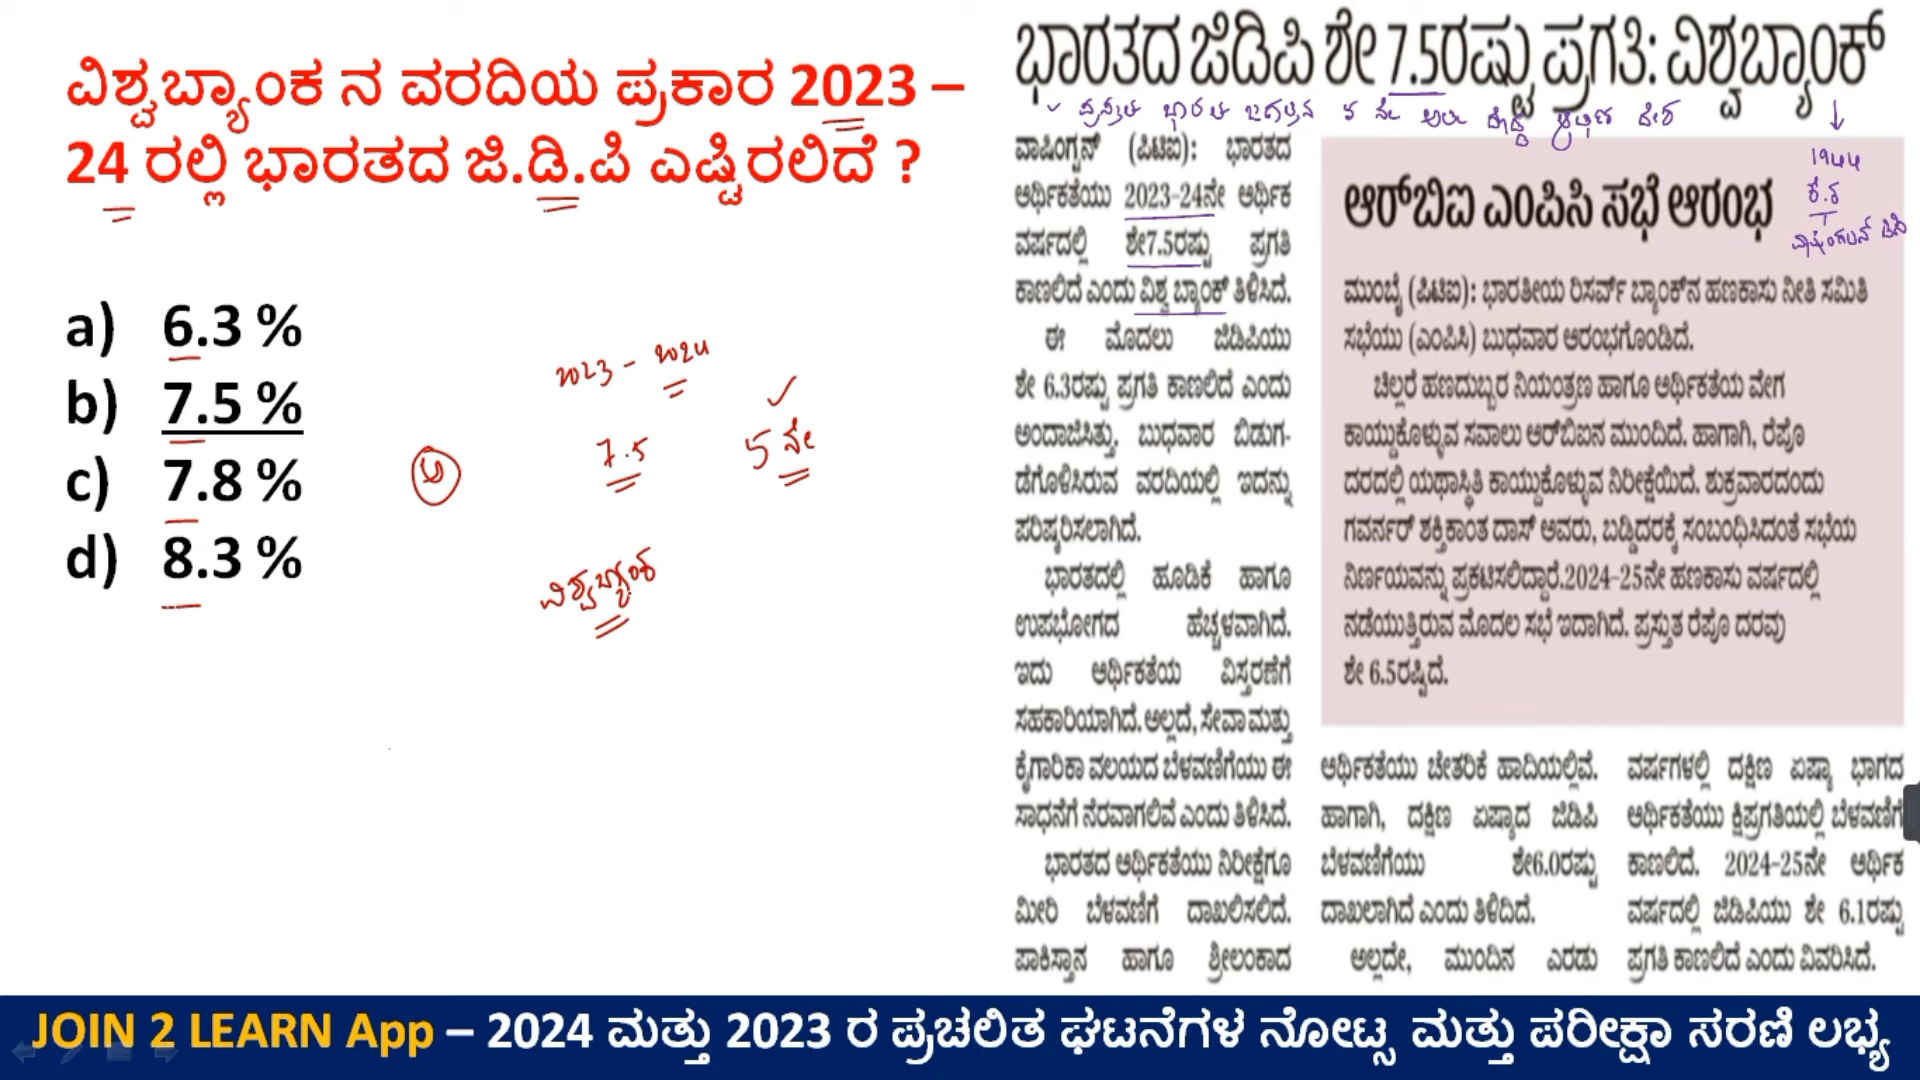 ವಿಶ್ವಬ್ಯಾಂಕ ನ ವರದಿಯ ಪ್ರಕಾರ 2023 –
24 ರಲ್ಲಿ ಭಾರತದ ಜಿ.ಡಿ.ಪಿ ಎಷ್ಟಿರಲಿದೆ ?
a) 6.3 %
b) 7.5 %
c) 7.8 %
d) 8.3 %
2023 - 2024
7.5
5 ನೇ
ವಿಶ್ವಬ್ಯಾಂಕ
ಭಾರತದ ಜಿಡಿಪಿ ಶೇ 7.5ರಷ್ಟು ಪ್ರಗತಿ: ವಿಶ್ವಬ್ಯಾಂಕ್
ಪ್ರಸ್ತುತ ಭಾರತ ಜಗತ್ತಿನ 5 ನೇ ಅತಿ ದೊಡ್ಡ ದೇಶ
ವಾಷಿಂಗ್ಟನ್ (ಪಿಟಿಐ): ಭಾರತದ
ಆರ್ಥಿಕತೆಯು 2023-24ನೇ ಆರ್ಥಿಕ
ವರ್ಷದಲ್ಲಿ ಶೇ7.5ರಷ್ಟು ಪ್ರಗತಿ
ಕಾಣಲಿದೆ ಎಂದು ವಿಶ್ವ ಬ್ಯಾಂಕ್ ತಿಳಿಸಿದೆ.
ಈ ಮೊದಲು ಜಿಡಿಪಿಯು
ಶೇ 6.3ರಷ್ಟು ಪ್ರಗತಿ ಕಾಣಲಿದೆ ಎಂದು
ಅಂದಾಜಿಸಿತ್ತು. ಬುಧವಾರ ಬಿಡುಗ-
ಡೆಗೊಳಿಸಿರುವ ವರದಿಯಲ್ಲಿ ಇದನ್ನು
ಪರಿಷ್ಕರಿಸಲಾಗಿದೆ.
ಭಾರತದಲ್ಲಿ ಹೂಡಿಕೆ ಹಾಗೂ
ಉಪಭೋಗದ ಹೆಚ್ಚಳವಾಗಿದೆ.
ಇದು ಆರ್ಥಿಕತೆಯ ವಿಸ್ತರಣೆಗೆ
ಸಹಕಾರಿಯಾಗಿದೆ. ಅಲ್ಲದೆ, ಸೇವಾ ಮತ್ತು
ಕೈಗಾರಿಕಾ ವಲಯದ ಬೆಳವಣಿಗೆಯು ಈ
ಸಾಧನೆಗೆ ನೆರವಾಗಲಿವೆ ಎಂದು ತಿಳಿಸಿದೆ.
ಭಾರತದ ಆರ್ಥಿಕತೆಯು ನಿರೀಕ್ಷೆಗೂ
ಮೀರಿ ಬೆಳವಣಿಗೆ ದಾಖಲಿಸಲಿದೆ.
ಪಾಕಿಸ್ತಾನ ಹಾಗೂ ಶ್ರೀಲಂಕಾದ
1944
ಆರ್‌ಬಿಐ ಎಂಪಿಸಿ ಸಭೆ ಆರಂಭ
ಮುಂಬೈ (ಪಿಟಿಐ): ಭಾರತೀಯ ರಿಸರ್ವ್ ಬ್ಯಾಂಕ್‌ನ ಹಣಕಾಸು ನೀತಿ ಸಮಿತಿ
ಸಭೆಯು (ಎಂಪಿಸಿ) ಬುಧವಾರ ಆರಂಭಗೊಂಡಿದೆ.
ಚಿಲ್ಲರೆ ಹಣದುಬ್ಬರ ನಿಯಂತ್ರಣ ಹಾಗೂ ಆರ್ಥಿಕತೆಯ ವೇಗ
ಕಾಯ್ದುಕೊಳ್ಳುವ ಸವಾಲು ಆರ್‌ಬಿಐನ ಮುಂದಿದೆ. ಹಾಗಾಗಿ, ರೆಪೊ
ದರದಲ್ಲಿ ಯಥಾಸ್ಥಿತಿ ಕಾಯ್ದುಕೊಳ್ಳುವ ನಿರೀಕ್ಷೆಯಿದೆ. ಶುಕ್ರವಾರದಂದು
ಗವರ್ನರ್ ಶಕ್ತಿಕಾಂತ ದಾಸ್ ಅವರು, ಬಡ್ಡಿದರಕ್ಕೆ ಸಂಬಂಧಿಸಿದಂತೆ ಸಭೆಯ
ನಿರ್ಣಯವನ್ನು ಪ್ರಕಟಿಸಲಿದ್ದಾರೆ.2024-25ನೇ ಹಣಕಾಸು ವರ್ಷದಲ್ಲಿ
ನಡೆಯುತ್ತಿರುವ ಮೊದಲ ಸಭೆ ಇದಾಗಿದೆ. ಪ್ರಸ್ತುತ ರೆಪೊ ದರವು
ಶೇ 6.5ರಷ್ಟಿದೆ.
ಆರ್ಥಿಕತೆಯು ಚೇತರಿಕೆ ಹಾದಿಯಲ್ಲಿವೆ.
ಹಾಗಾಗಿ, ದಕ್ಷಿಣ ಏಷ್ಯಾದ ಜಿಡಿಪಿ
ಬೆಳವಣಿಗೆಯು ಶೇ6.0ರಷ್ಟು
ದಾಖಲಾಗಿದೆ ಎಂದು ತಿಳಿದಿದೆ.
ಅಲ್ಲದೇ, ಮುಂದಿನ ಎರಡು
ವರ್ಷಗಳಲ್ಲಿ ದಕ್ಷಿಣ ಏಷ್ಯಾ ಭಾಗದ
ಆರ್ಥಿಕತೆಯು ಕ್ಷಿಪ್ರಗತಿಯಲ್ಲಿ ಬೆಳವಣಿಗೆ
ಕಾಣಲಿದೆ. 2024-25ನೇ ಆರ್ಥಿಕ
ವರ್ಷದಲ್ಲಿ ಜಿಡಿಪಿಯು ಶೇ 6.1ರಷ್ಟು
ಪ್ರಗತಿ ಕಾಣಲಿದೆ ಎಂದು ವಿವರಿಸಿದೆ.
JOIN 2 LEARN App – 2024 ಮತ್ತು 2023 ರ ಪ್ರಚಲಿತ ಘಟನೆಗಳ ನೋಟ್ಸ ಮತ್ತು ಪರೀಕ್ಷಾ ಸರಣಿ ಲಭ್ಯ